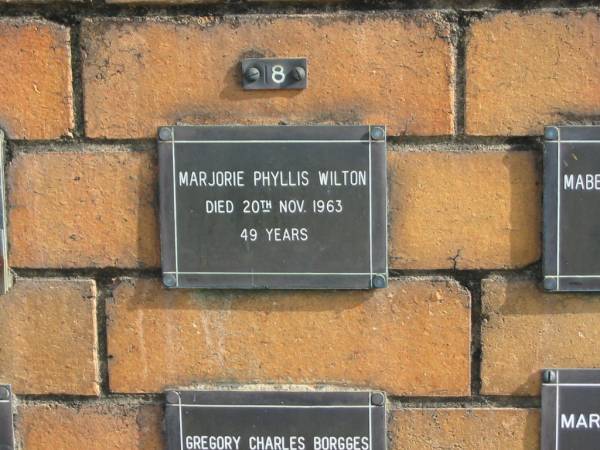 8
MARJORIE PHYLLIS WILTON
DIED 20TH NOV. 1963
49 YEARS
GREGORY CHARLES BORGGES